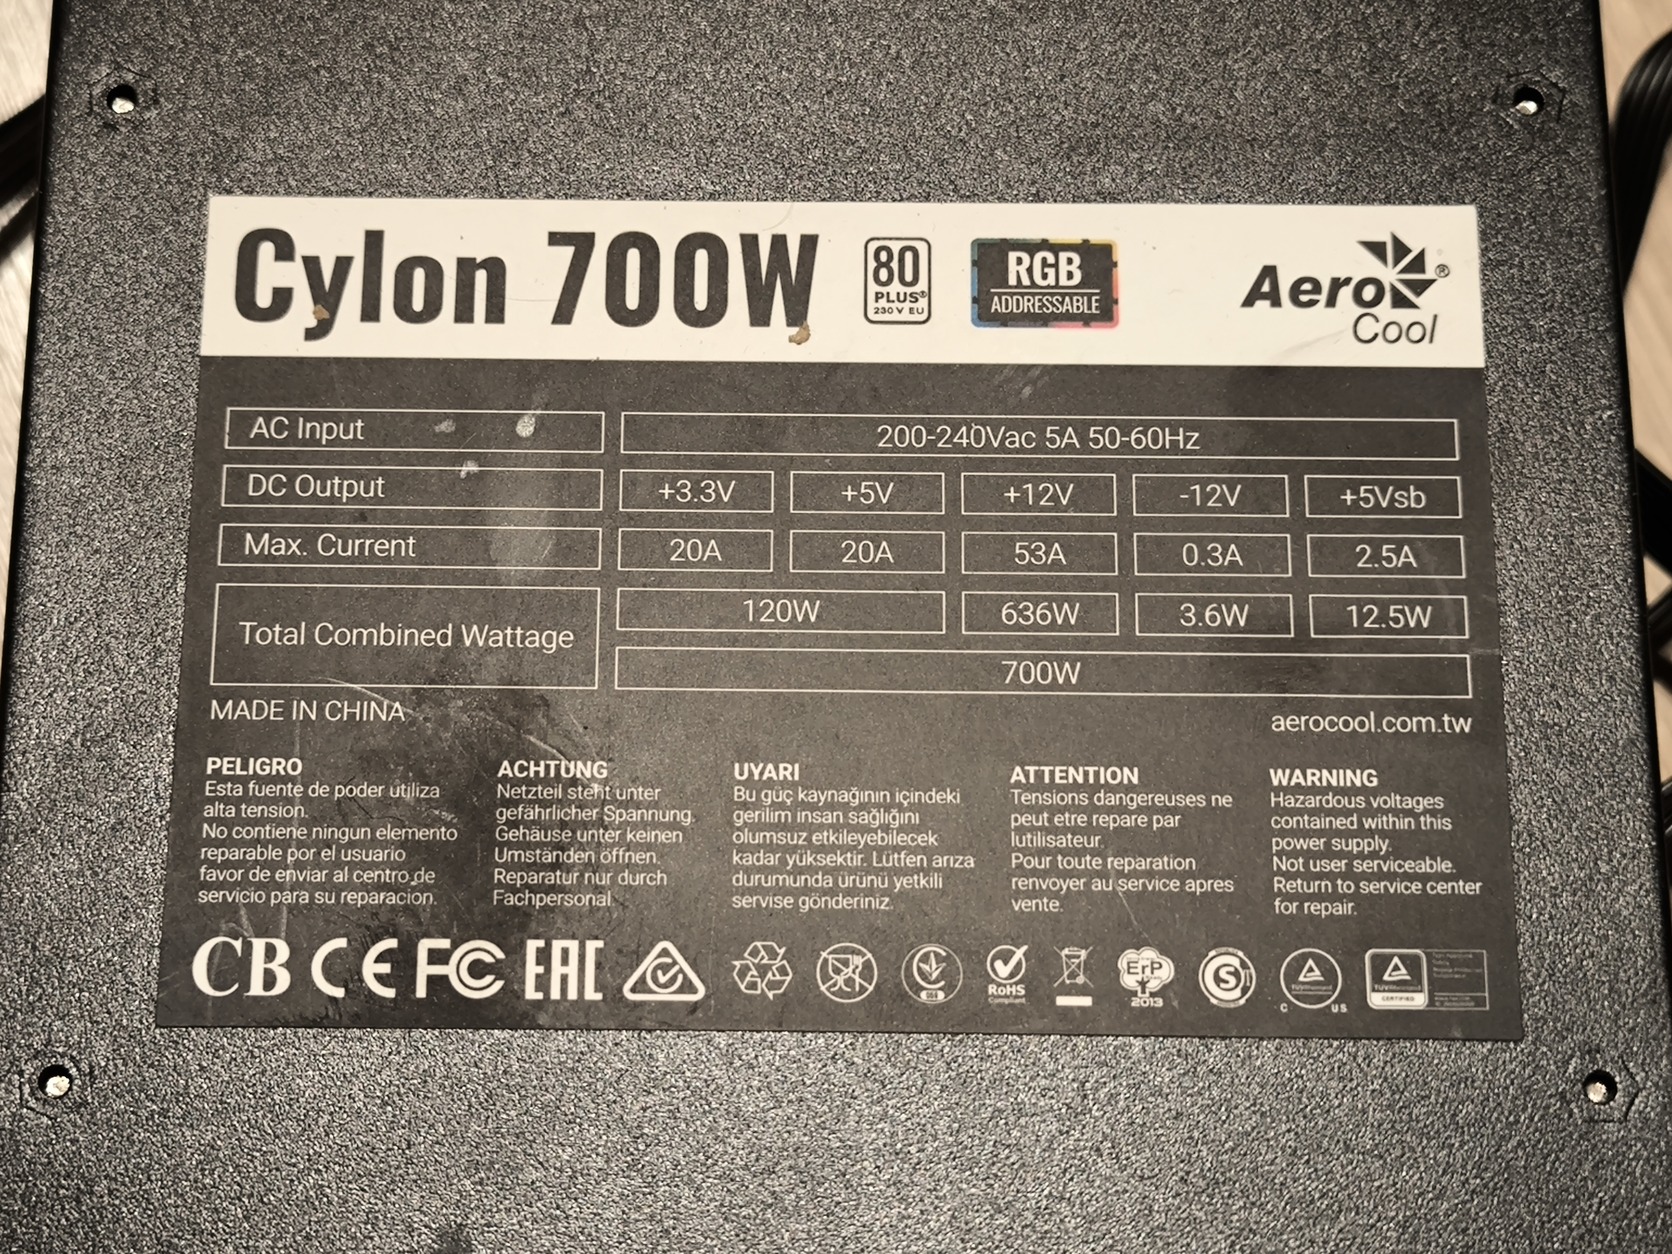 Cylon 700W
80
PLUS®
230 V EU
RGB
ADDRESSABLE
Aero®
Cool
AC Input
200-240Vac 5A 50-60Hz
DC Output +3.3V +5V +12V -12V +5Vsb
Max. Current 20A 20A 53A 0.3A 2.5A
Total Combined Wattage
120W 636W 3.6W 12.5W
700W
MADE IN CHINA
aerocool.com.tw
PELIGRO
Esta fuente de poder utiliza
alta tension.
No contiene ningun elemento
reparable por el usuario
favor de enviar al centro de
servicio para su reparacion.
ACHTUNG
Netzteil steht unter
gefährlicher Spannung.
Gehäuse unter keinen
Umständen öffnen.
Reparatur nur durch
Fachpersonal
UYARI
Bu güç kaynağının içindeki
gerilim insan sağlığını
olumsuz etkileyebilecek
kadar yüksektir. Lütfen arıza
durumunda ürünü yetkili
servise gönderiniz.
ATTENTION
Tensions dangereuses ne
peut etre repare par
lutilisateur.
Pour toute reparation
renvoyer au service apres
vente.
WARNING
Hazardous voltages
contained within this
power supply.
Not user serviceable.
Return to service center
for repair.
CB CE FC EAC
RoHS
Compliant
ErP
2013
S
TÜVRheinland
C US
TÜVRheinland
CERTIFIED